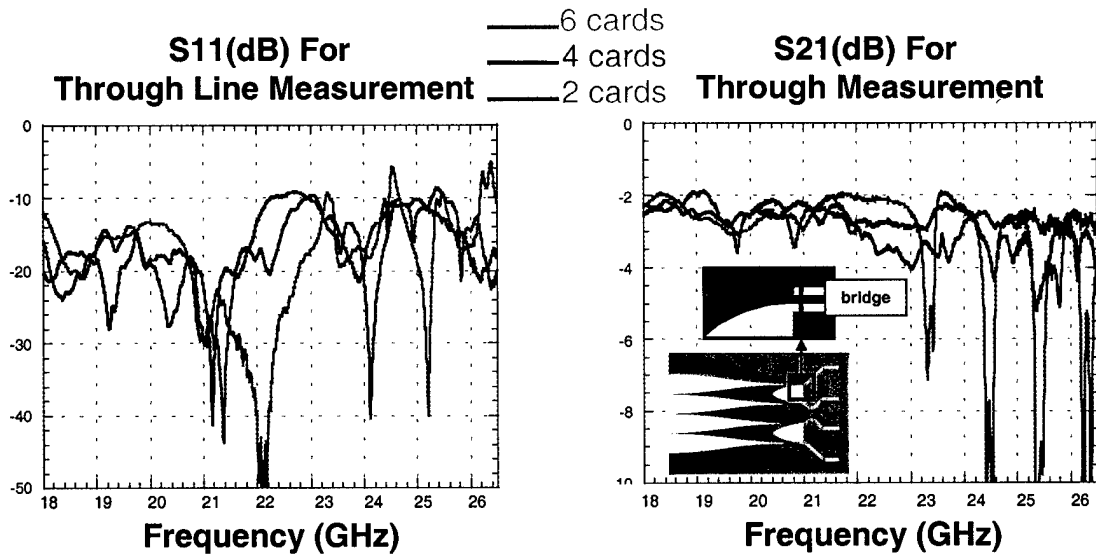 6 cards
4 cards
2 cards
S11(dB) For
Through Line Measurement
S21(dB) For
Through Measurement
0
-10
-20
-30
-40
-50
18 19 20 21 22 23 24 25 26
Frequency (GHz)
0
-2
-4
-6
-8
10
18 19 20 21 22 23 24 25 26
Frequency (GHz)
bridge